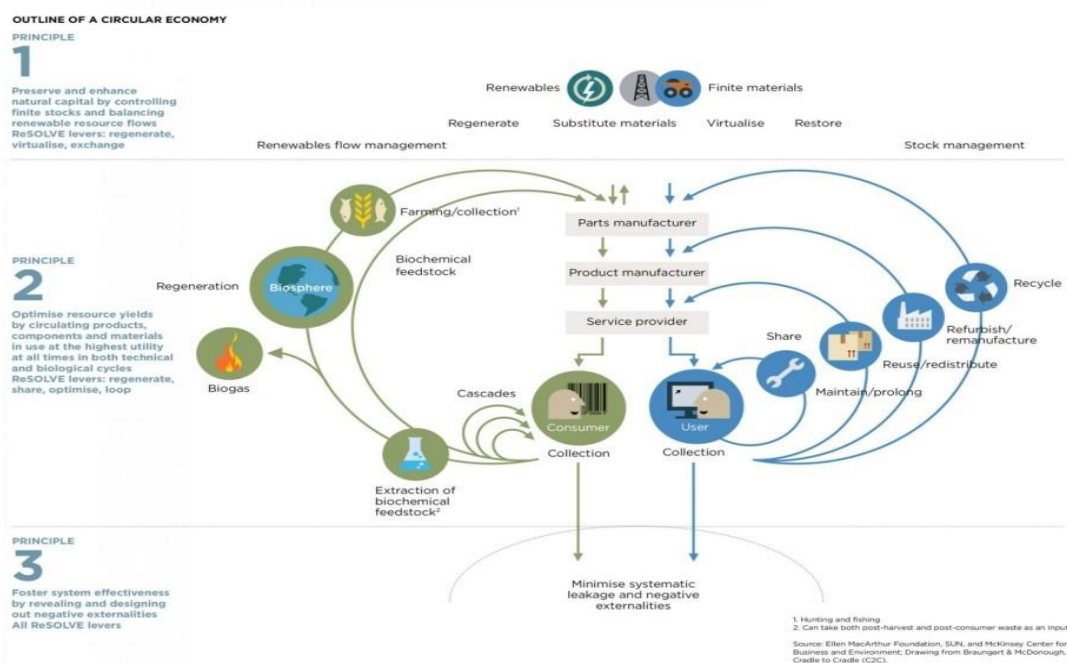 OUTLINE OF A CIRCULAR ECONOMY
PRINCIPLE
1
Preserve and enhance
natural capital by controlling
finite stocks and balancing
renewable resource flows
ReSOLVE levers: regenerate,
virtualise, exchange
Renewables
Finite materials
Regenerate
Substitute materials
Virtualise
Restore
Renewables flow management
Stock management
PRINCIPLE
2
Optimise resource yields
by circulating products,
components and materials
in use at the highest utility
at all times in both technical
and biological cycles
ReSOLVE levers: regenerate,
share, optimise, loop
Farming/collection¹
Biochemical
feedstock
Regeneration
Biosphere
Biogas
Cascades
Extraction of
biochemical
feedstock²
Parts manufacturer
Product manufacturer
Service provider
Consumer
Collection
User
Collection
Share
Maintain/prolong
Reuse/redistribute
Refurbish/
remanufacture
Recycle
PRINCIPLE
3
Foster system effectiveness
by revealing and designing
out negative externalities
All ReSOLVE levers
Minimise systematic
leakage and negative
externalities
1. Hunting and fishing
2. Can take both post-harvest and post-consumer waste as an input
Source: Ellen MacArthur Foundation, SUN, and McKinsey Center for
Business and Environment; Drawing from Braungart & McDonough,
Cradle to Cradle (C2C).